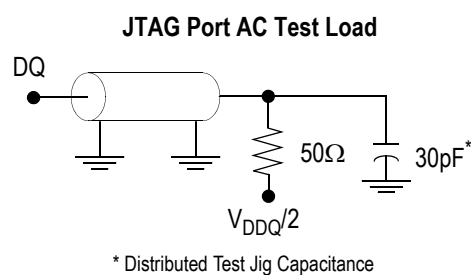 JTAG Port AC Test Load
DQ
50Ω
30pF*
VDDQ/2
* Distributed Test Jig Capacitance